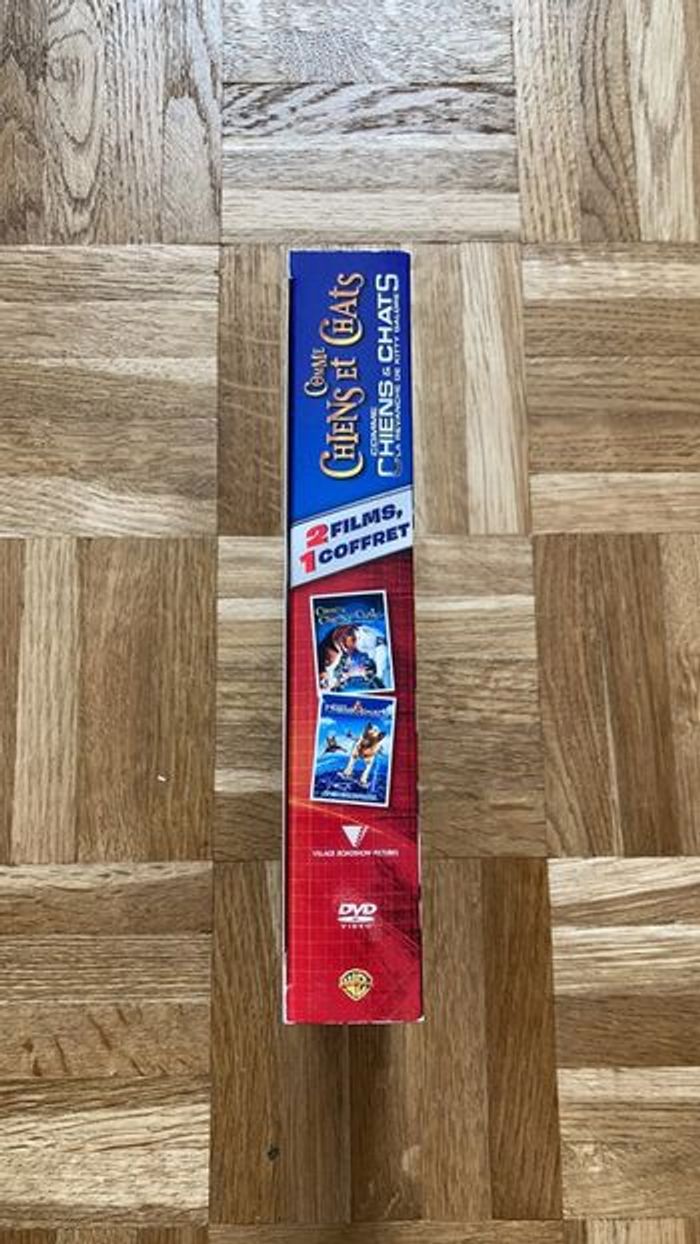 COMME
CHIENS ET CHATS
COMME
CHIENS & CHATS
LA REVANCHE DE KITTY GALORE
2 FILMS,
1 COFFRET
VILLAGE ROADSHOW PICTURES
DVD
VIDEO
WB